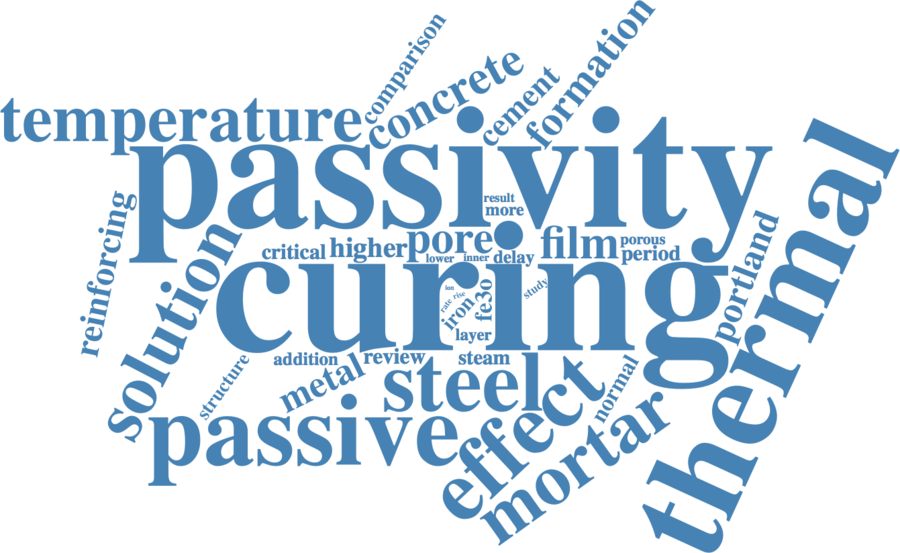 comparison
formation
concrete
cement
temperature
passivity
thermal
result
more
reinforcing
solution
critical
higher
pore
film
porous
period
lower
inner
delay
portland
curing
ion
rate
rise
iron
fe3o
study
layer
addition
review
steam
structure
metal
steel
normal
effect
passive
mortar